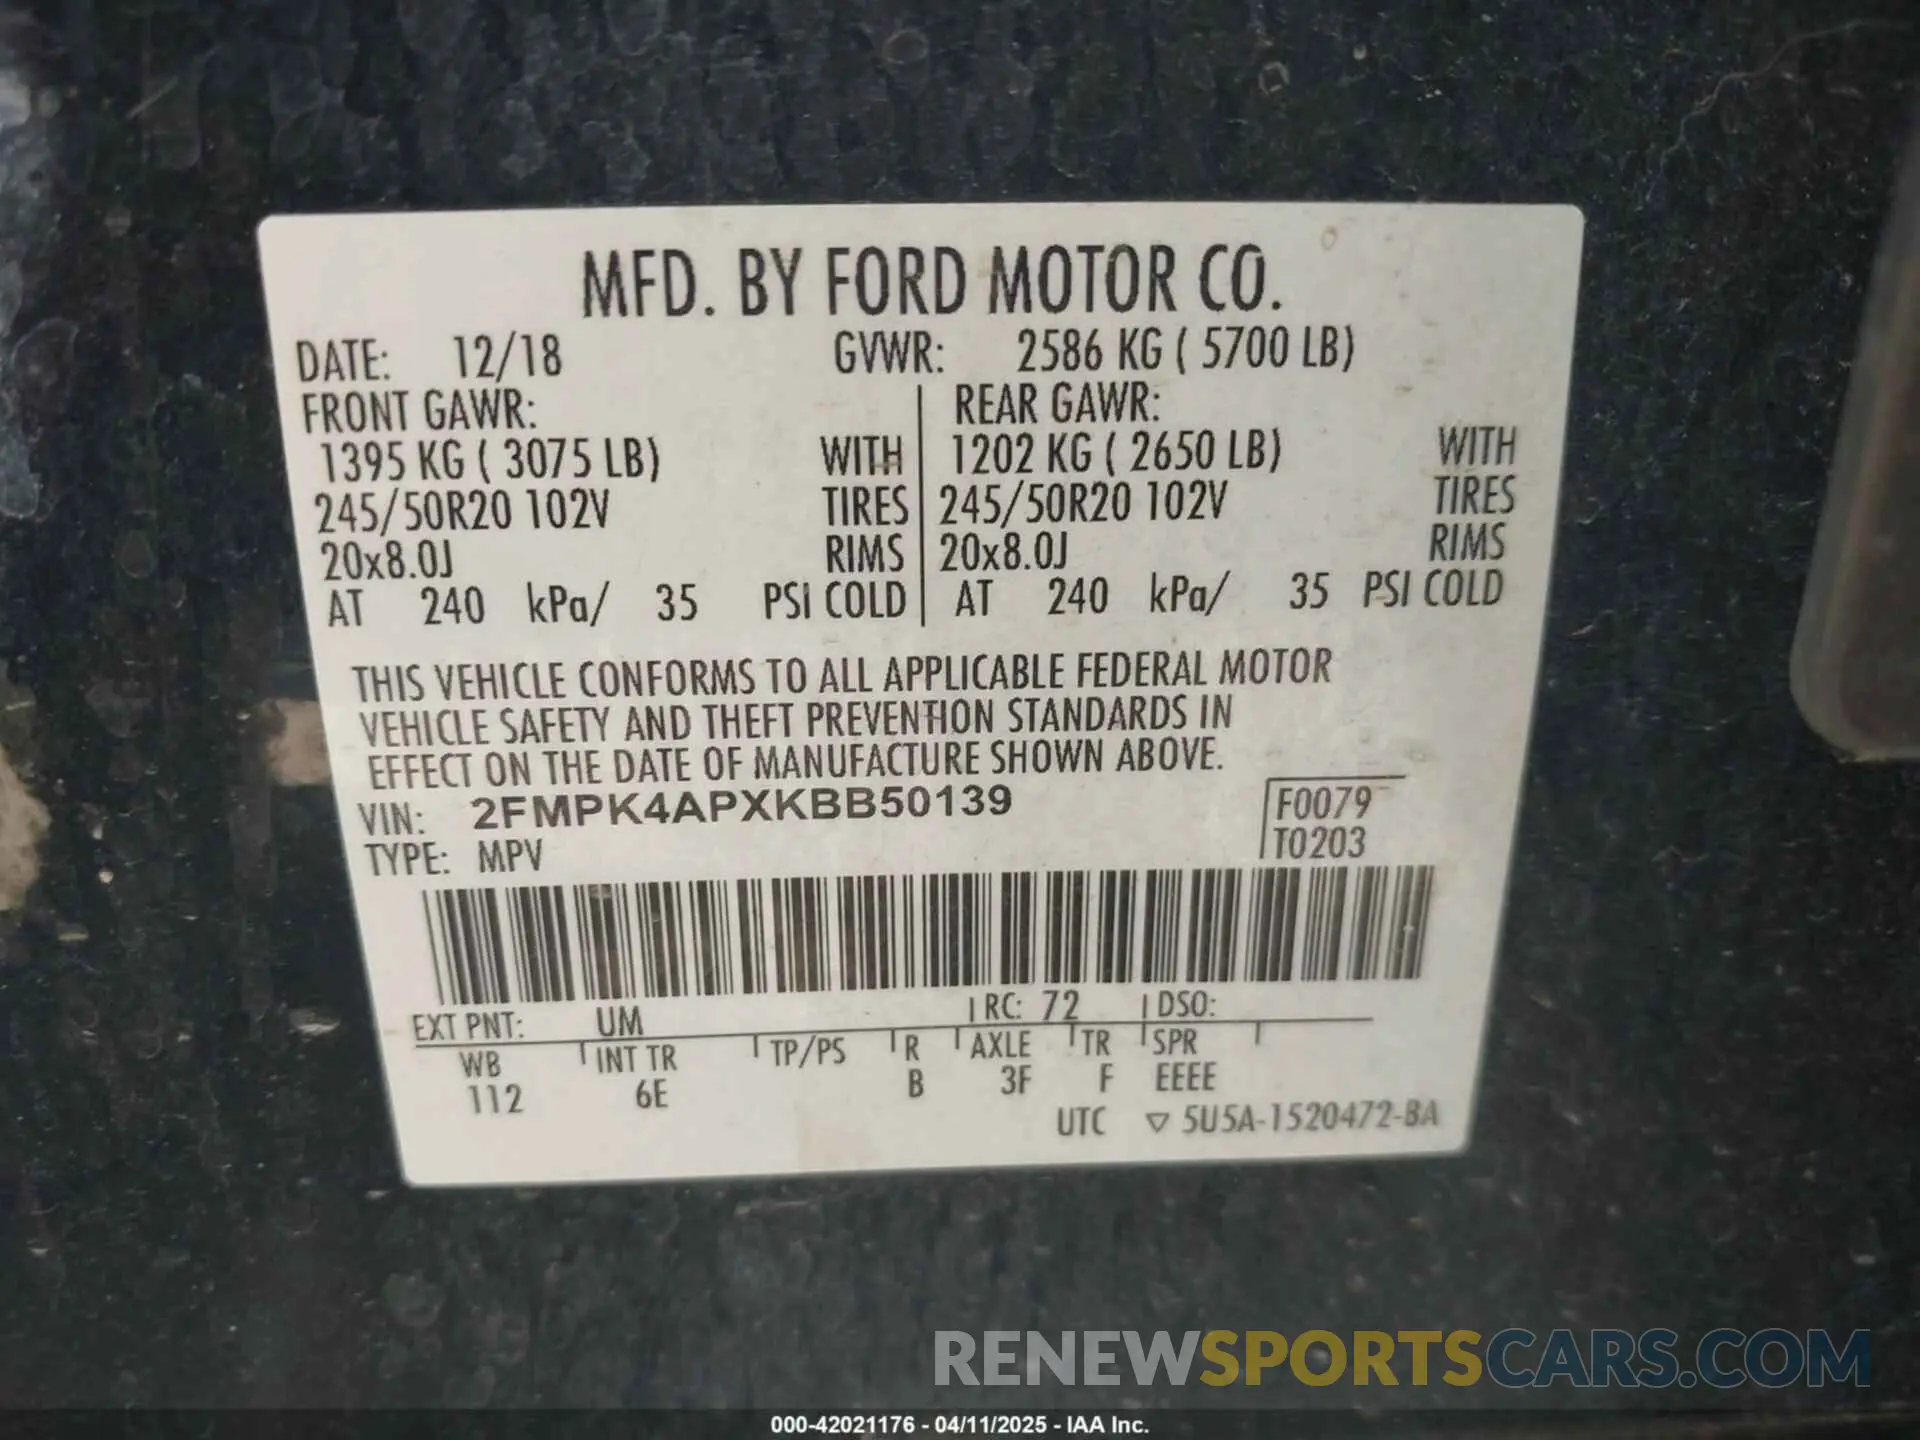 MFD. BY FORD MOTOR CO.
DATE: 12/18 GVWR: 2586 KG ( 5700 LB)
FRONT GAWR: REAR GAWR:
1395 KG ( 3075 LB) WITH 1202 KG ( 2650 LB) WITH
245/50R20 102V TIRES 245/50R20 102V TIRES
20x8.0J RIMS 20x8.0J RIMS
AT 240 kPa/ 35 PSI COLD AT 240 kPa/ 35 PSI COLD
THIS VEHICLE CONFORMS TO ALL APPLICABLE FEDERAL MOTOR
VEHICLE SAFETY AND THEFT PREVENTION STANDARDS IN
EFFECT ON THE DATE OF MANUFACTURE SHOWN ABOVE.
VIN: 2FMPK4APXKBB50139 F0079
TYPE: MPV T0203
EXT PNT: UM RC: 72 DSO:
WB INT TR TP/PS R AXLE TR SPR
112 6E B 3F F EEEE
UTC ▽ 5U5A-1520472-BA
RENEWSPORTSCARS.COM
000-42021176 - 04/11/2025 - IAA Inc.